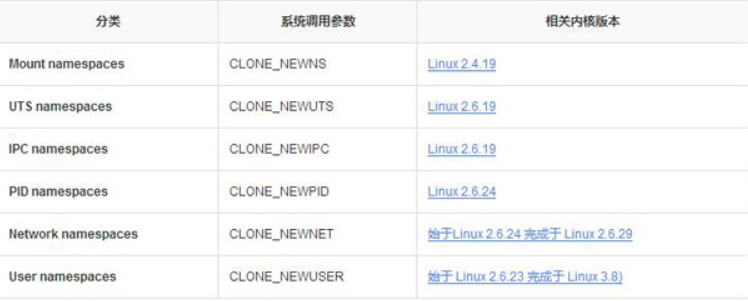 分类 系统调用参数 相关内核版本
Mount namespaces CLONE_NEWNS Linux 2.4.19
UTS namespaces CLONE_NEWUTS Linux 2.6.19
IPC namespaces CLONE_NEWIPC Linux 2.6.19
PID namespaces CLONE_NEWPID Linux 2.6.24
Network namespaces CLONE_NEWNET 始于Linux 2.6.24 完成于 Linux 2.6.29
User namespaces CLONE_NEWUSER 始于 Linux 2.6.23 完成于 Linux 3.8)